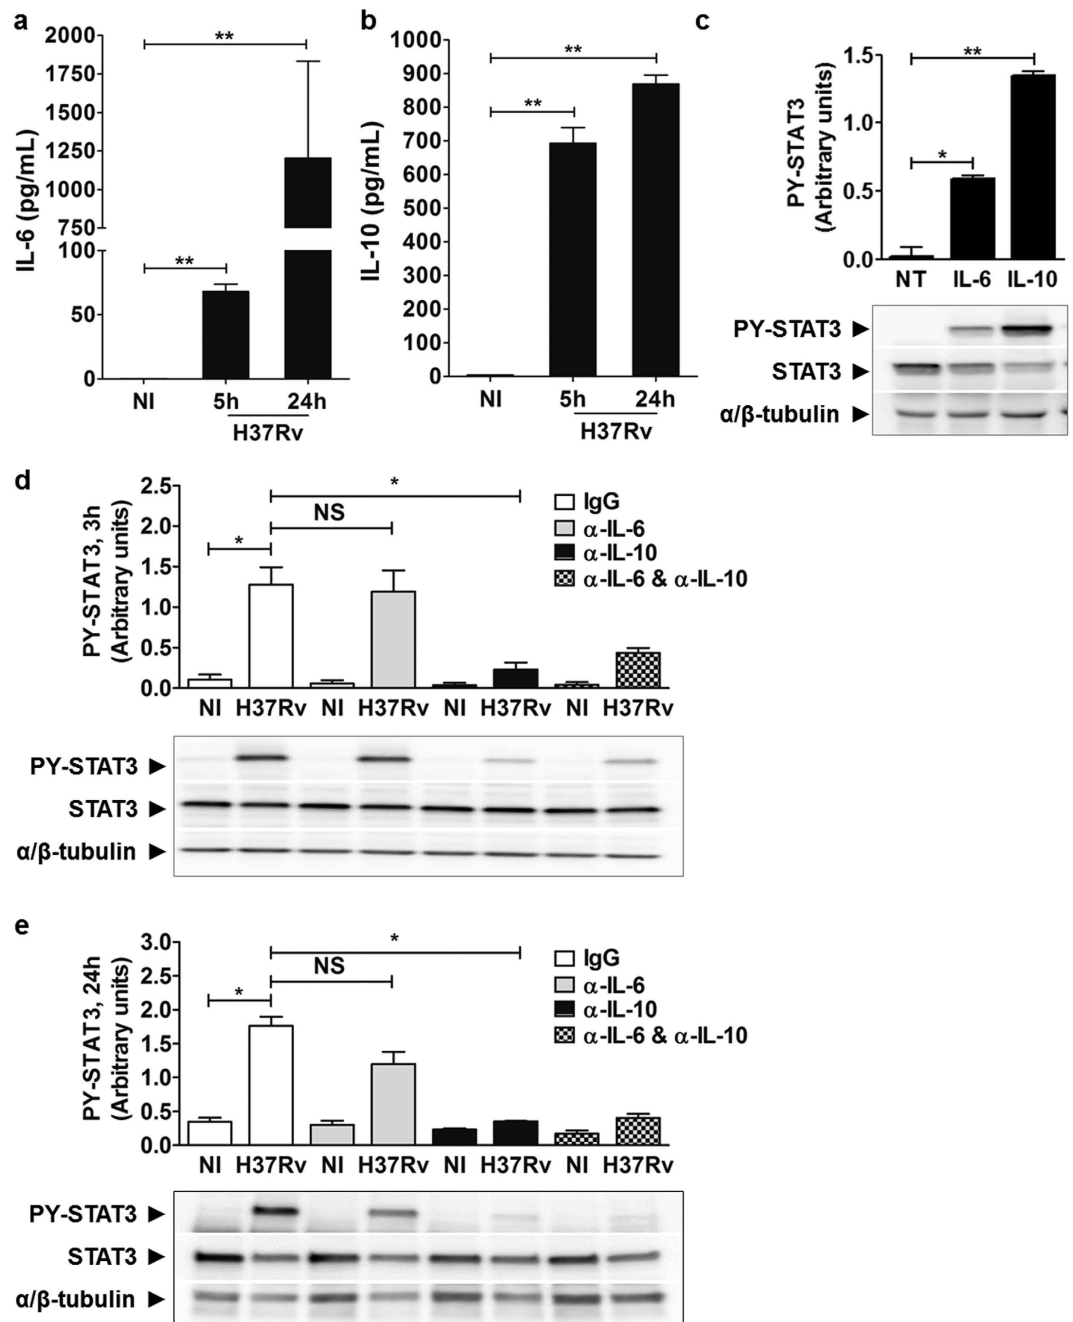 a
IL-6 (pg/mL)
2000
1750
1500
1250
1000
750
100
50
0
**
**
NI 5h 24h
H37Rv
b
IL-10 (pg/mL)
1000
900
800
700
600
500
400
300
200
100
0
**
**
NI 5h 24h
H37Rv
c
PY-STAT3
(Arbitrary units)
1.5
1.0
0.5
0.0
**
*
NT IL-6 IL-10
PY-STAT3
STAT3
α/β-tubulin
d
PY-STAT3, 3h
(Arbitrary units)
2.5
2.0
1.5
1.0
0.5
0.0
*
NS
*
IgG
α-IL-6
α-IL-10
α-IL-6 & α-IL-10
NI H37Rv NI H37Rv NI H37Rv NI H37Rv
PY-STAT3
STAT3
α/β-tubulin
e
PY-STAT3, 24h
(Arbitrary units)
3.0
2.5
2.0
1.5
1.0
0.5
0.0
*
NS
*
IgG
α-IL-6
α-IL-10
α-IL-6 & α-IL-10
NI H37Rv NI H37Rv NI H37Rv NI H37Rv
PY-STAT3
STAT3
α/β-tubulin